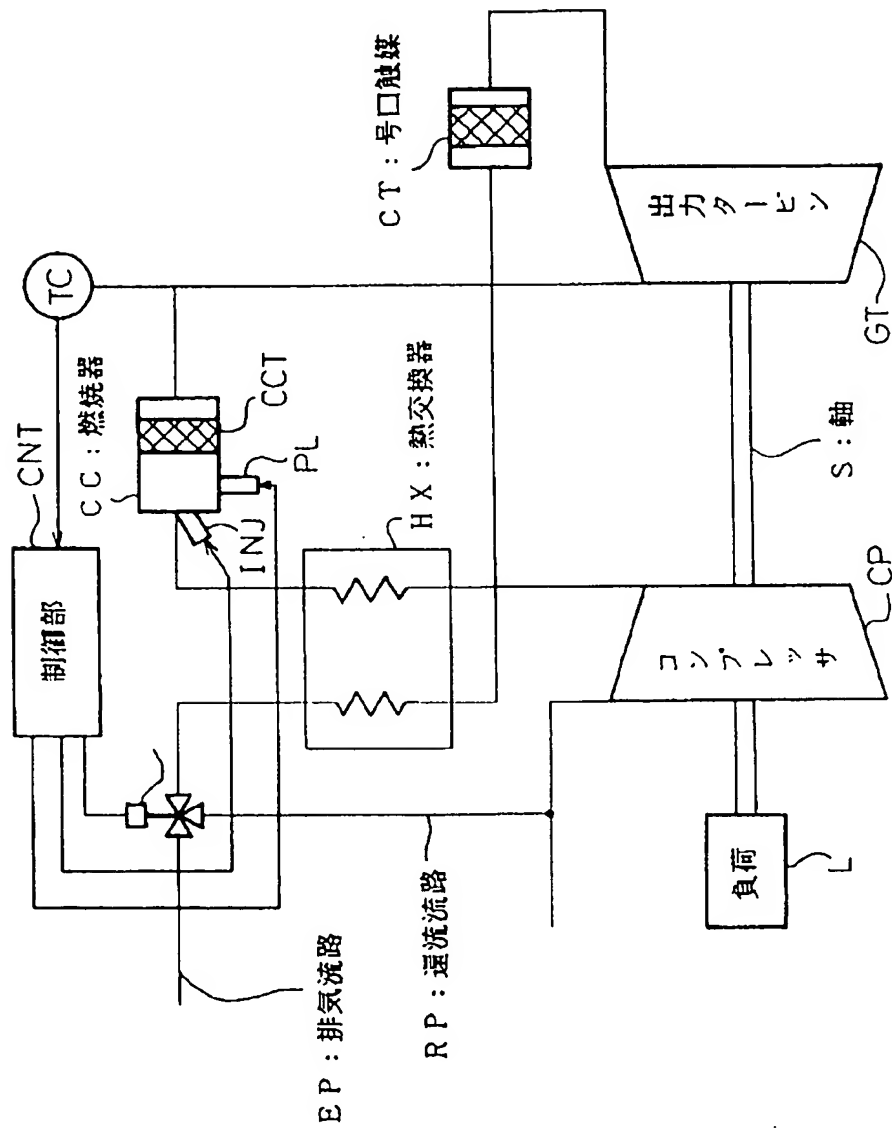 TC
CNT
制御部
CC:燃焼器
CCT
PL
INJ
CT:号口触媒
HX:熱交換器
出力タービン
GT
S:軸
コンプレッサ
CP
負荷
L
RP:還流流路
EP:排気流路